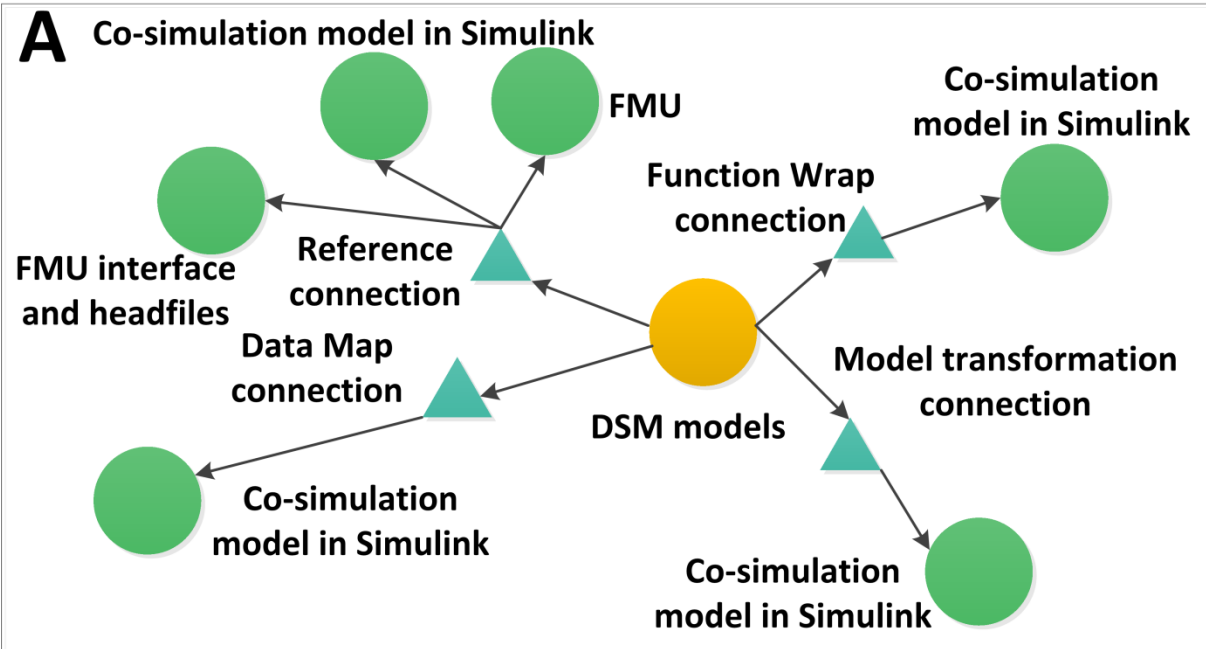 A
Co-simulation model in Simulink
FMU
Co-simulation
model in Simulink
Function Wrap
connection
Reference
connection
FMU interface
and headfiles
Data Map
connection
Model transformation
connection
DSM models
Co-simulation
model in Simulink
Co-simulation
model in Simulink